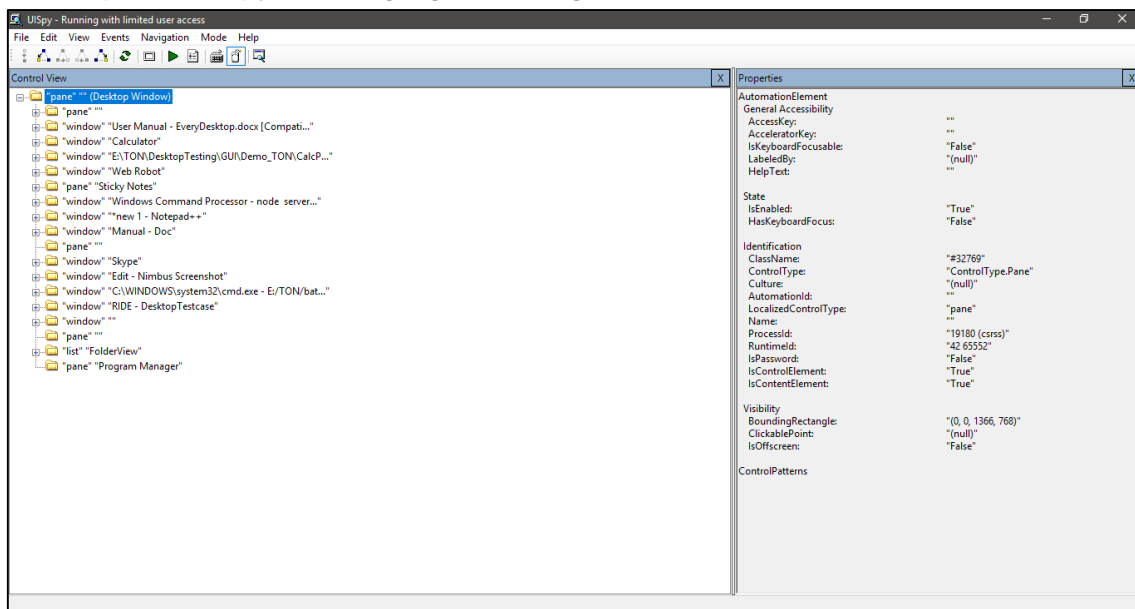 UISpy - Running with limited user access
File Edit View Events Navigation Mode Help
Control View X
"pane" "" (Desktop Window)
"pane" ""
"window" "User Manual - EveryDesktop.docx [Compati..."
"window" "Calculator"
"window" "E:\TON\DesktopTesting\GUI\Demo_TON\CalcP..."
"window" "Web Robot"
"pane" "Sticky Notes"
"window" "Windows Command Processor - node server..."
"window" "*new 1 - Notepad++"
"window" "Manual - Doc"
"pane" ""
"window" "Skype"
"window" "Edit - Nimbus Screenshot"
"window" "C:\WINDOWS\system32\cmd.exe - E:/TON/bat..."
"window" "RIDE - DesktopTestcase"
"window" ""
"pane" ""
"list" "FolderView"
"pane" "Program Manager"
Properties X
AutomationElement
General Accessibility
AccessKey: ""
AcceleratorKey: ""
IsKeyboardFocusable: "False"
LabeledBy: "(null)"
HelpText: ""
State
IsEnabled: "True"
HasKeyboardFocus: "False"
Identification
ClassName: "#32769"
ControlType: "ControlType.Pane"
Culture: "(null)"
AutomationId: ""
LocalizedControlType: "pane"
Name: ""
ProcessId: "19180 (csrss)"
RuntimeId: "42 65552"
IsPassword: "False"
IsControlElement: "True"
IsContentElement: "True"
Visibility
BoundingRectangle: "(0, 0, 1366, 768)"
ClickablePoint: "(null)"
IsOffscreen: "False"
ControlPatterns